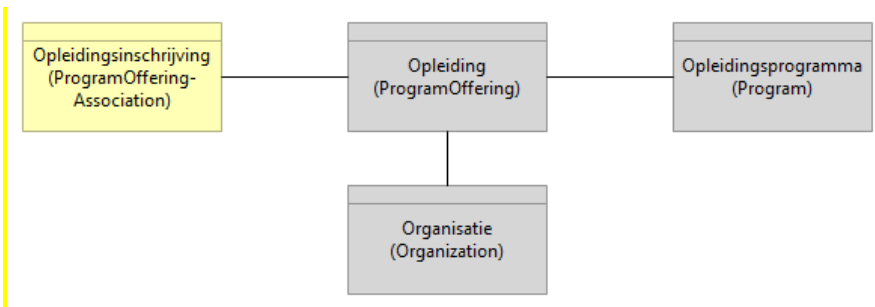 Opleidingsinschrijving
(ProgramOffering-
Association)
Opleiding
(ProgramOffering)
Opleidingsprogramma
(Program)
Organisatie
(Organization)